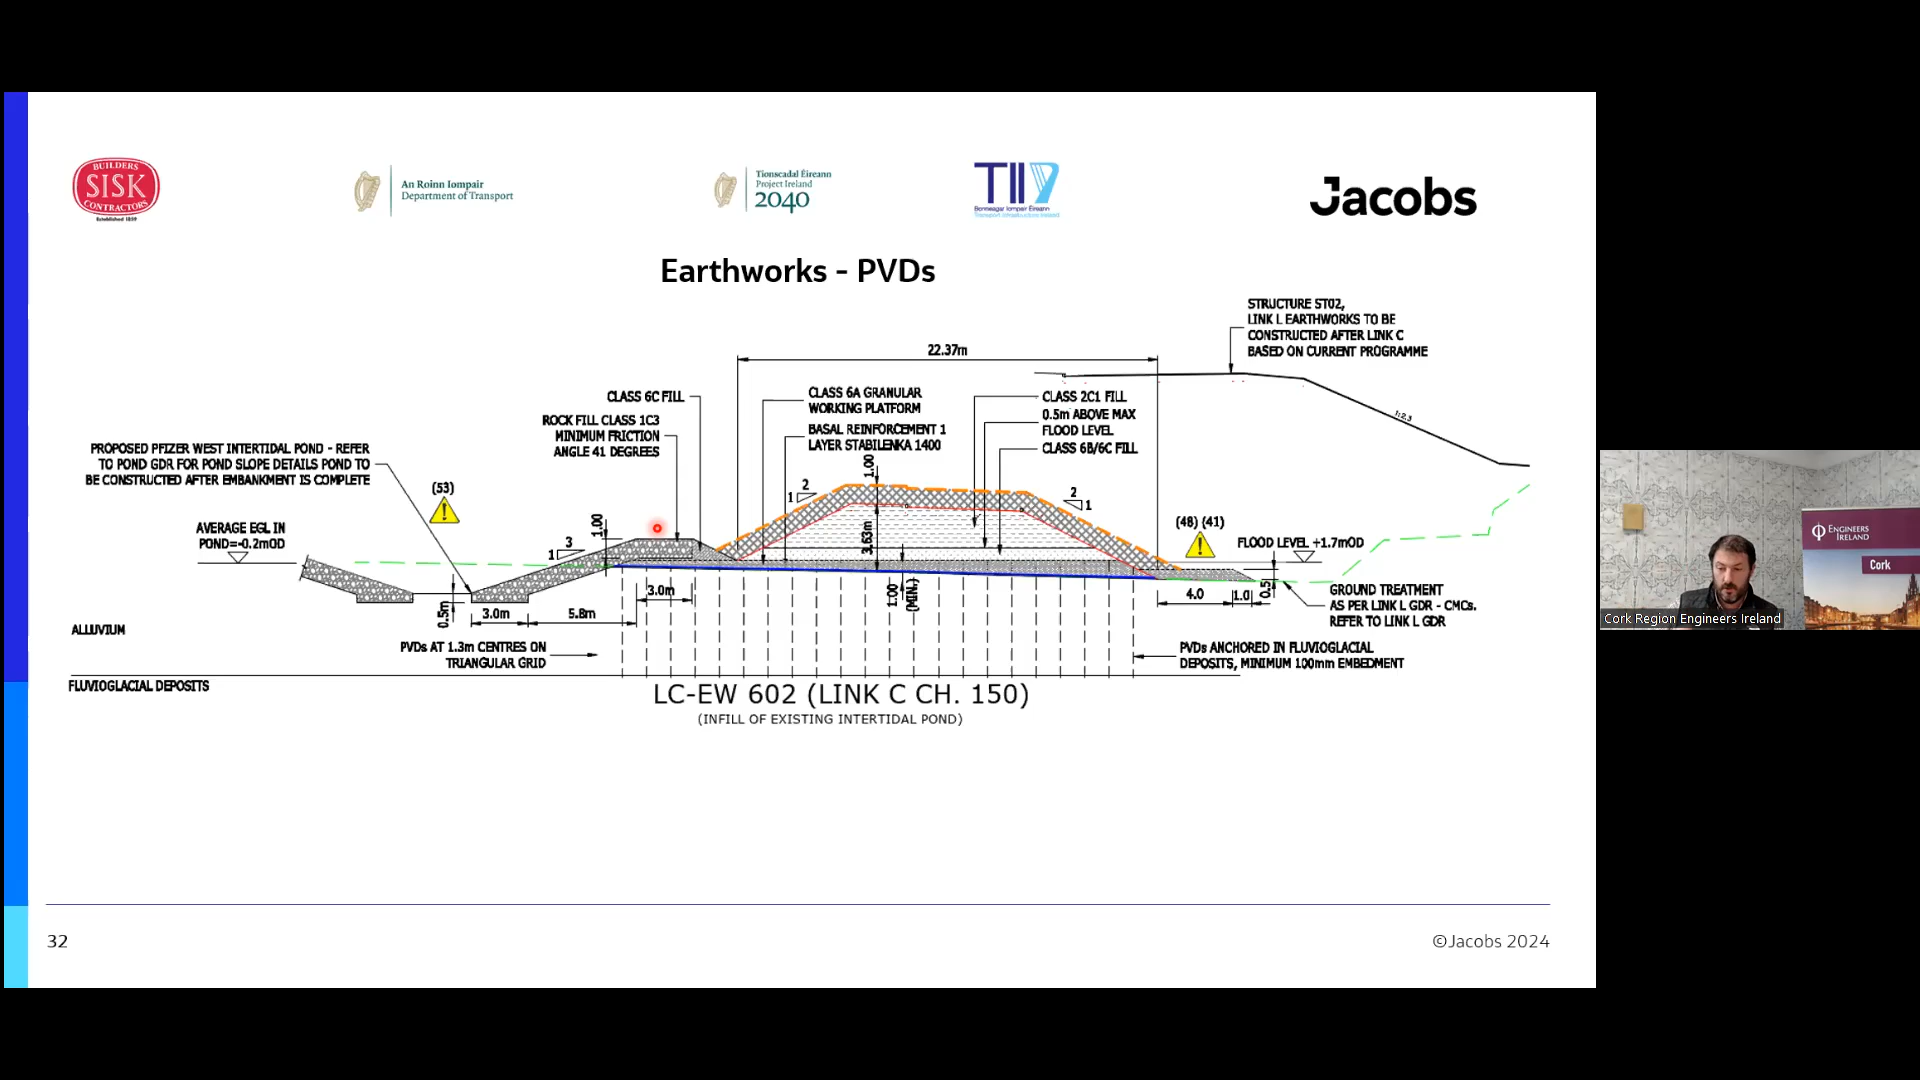 BUILDERS
SISK
CONTRACTORS
Established 1859
An Roinn Iompair
Department of Transport
Tionscadal Éireann
Project Ireland
2040
TII
Bonneagar Iompair Éireann
Transport Infrastructure Ireland
Jacobs
Earthworks - PVDs
STRUCTURE ST02,
LINK L EARTHWORKS TO BE
CONSTRUCTED AFTER LINK C
BASED ON CURRENT PROGRAMME
22.37m
CLASS 6C FILL
ROCK FILL CLASS 1C3
MINIMUM FRICTION
ANGLE 41 DEGREES
CLASS 6A GRANULAR
WORKING PLATFORM
BASAL REINFORCEMENT 1
LAYER STABILENKA 1400
CLASS 2C1 FILL
0.5m ABOVE MAX
FLOOD LEVEL
CLASS 6B/6C FILL
1:2.3
PROPOSED PFIZER WEST INTERTIDAL POND - REFER
TO POND GDR FOR POND SLOPE DETAILS POND TO
BE CONSTRUCTED AFTER EMBANKMENT IS COMPLETE
(53)
AVERAGE EGL IN
POND=-0.2mOD
1.00
3
1
1.00
2
1
3.63m
2
1
(48) (41)
FLOOD LEVEL +1.7mOD
0.5m
3.0m
5.8m
3.0m
1.00
(MIN.)
4.0
1.0
0.5
GROUND TREATMENT
AS PER LINK L GDR - CMCs.
REFER TO LINK L GDR
ALLUVIUM
PVDs AT 1.3m CENTRES ON
TRIANGULAR GRID
PVDs ANCHORED IN FLUVIOGLACIAL
DEPOSITS, MINIMUM 100mm EMBEDMENT
FLUVIOGLACIAL DEPOSITS
LC-EW 602 (LINK C CH. 150)
(INFILL OF EXISTING INTERTIDAL POND)
32
©Jacobs 2024
ENGINEERS
IRELAND
Cork
Cork Region Engineers Ireland